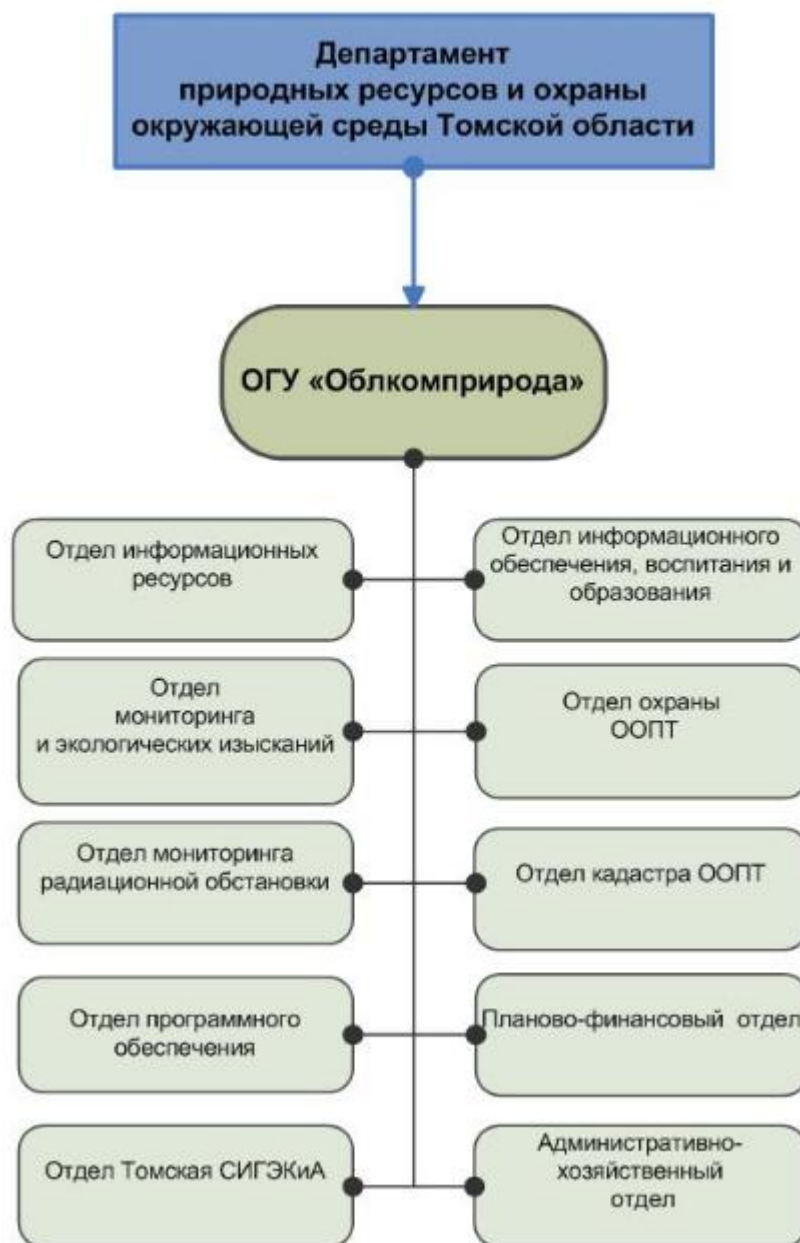 Департамент
природных ресурсов и охраны
окружающей среды Томской области
ОГУ «Облкомприрода»
Отдел информационных
ресурсов
Отдел информационного
обеспечения, воспитания и
образования
Отдел
мониторинга
и экологических изысканий
Отдел охраны
ООПТ
Отдел мониторинга
радиационной обстановки
Отдел кадастра ООПТ
Отдел программного
обеспечения
Планово-финансовый отдел
Отдел Томская СИГЭКиА
Административно-
хозяйственный
отдел